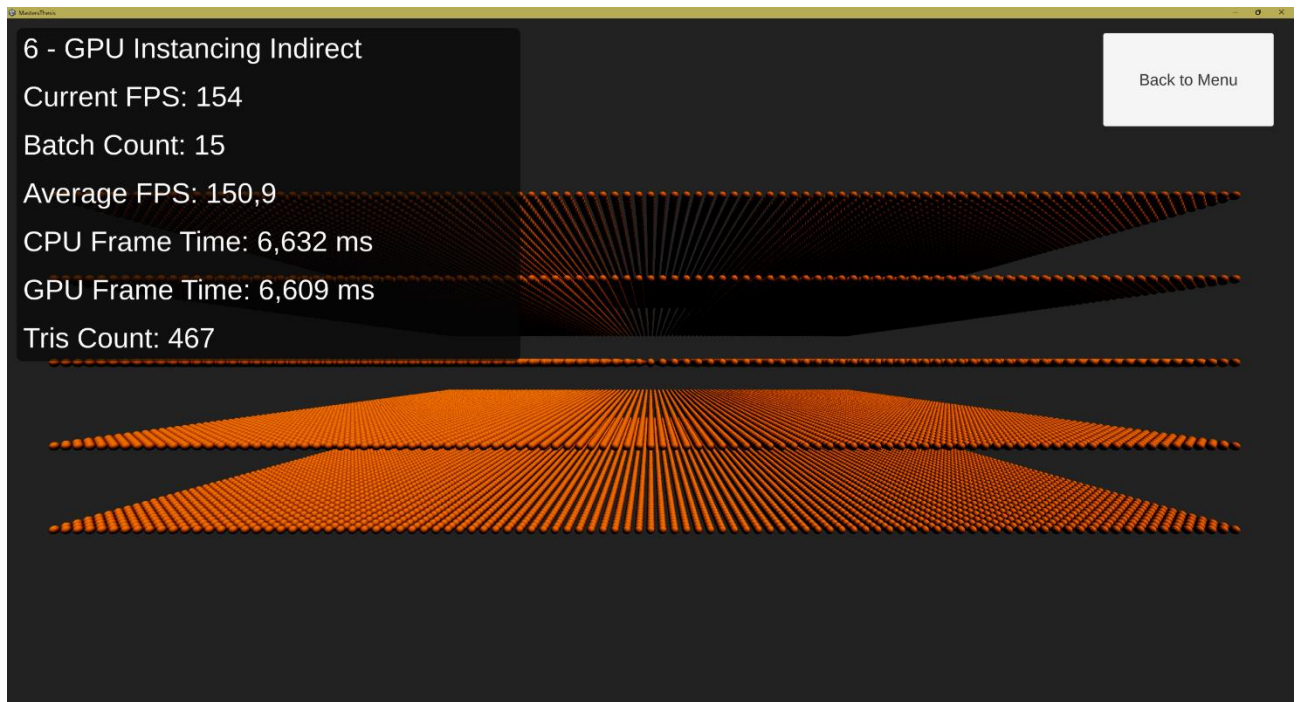 MastersThesis
6 - GPU Instancing Indirect
Back to Menu
Current FPS: 154
Batch Count: 15
Average FPS: 150,9
CPU Frame Time: 6,632 ms
GPU Frame Time: 6,609 ms
Tris Count: 467